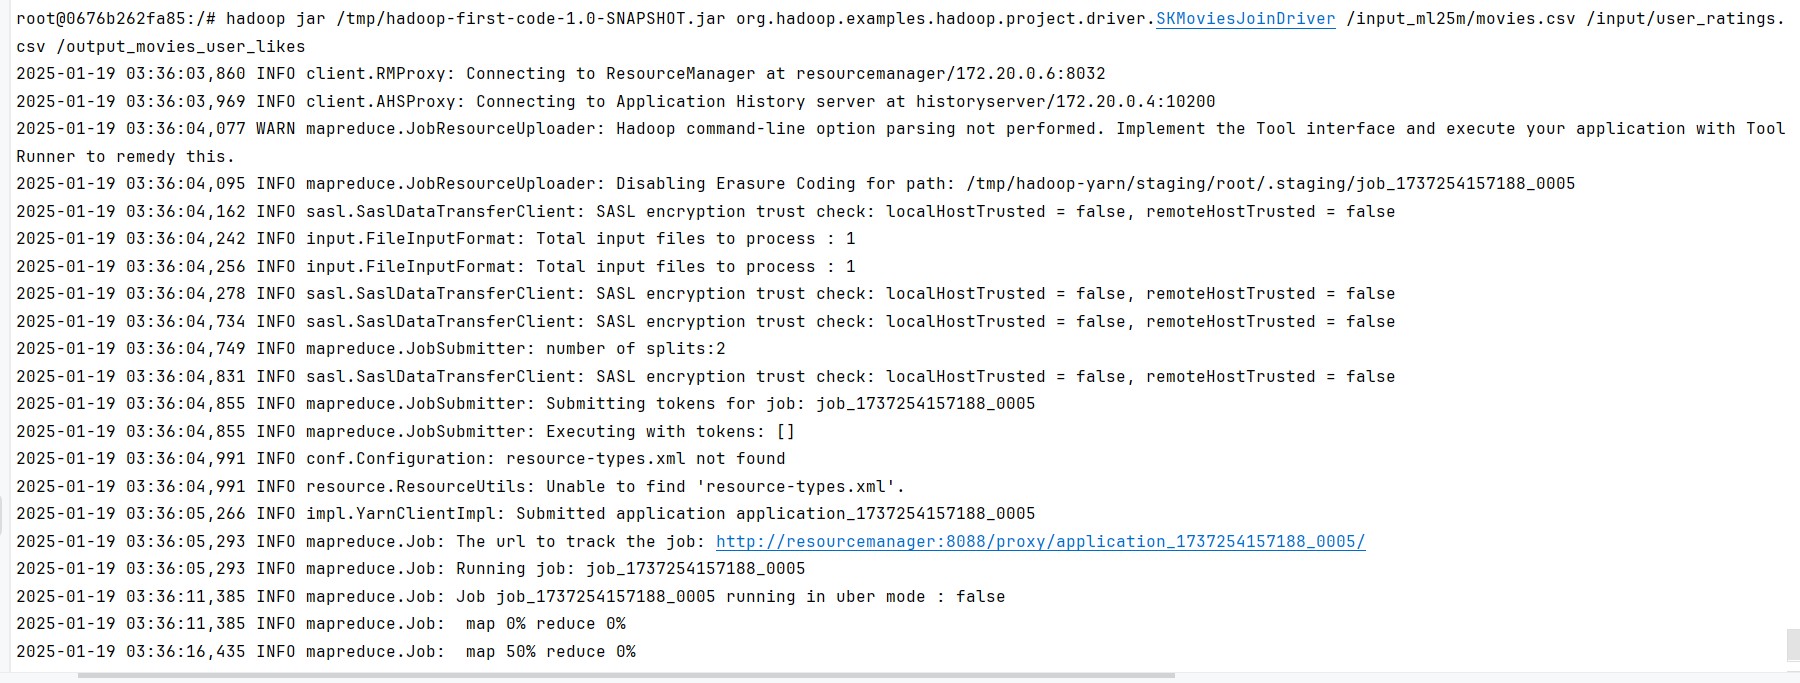 root@0676b262fa85:/# hadoop jar /tmp/hadoop-first-code-1.0-SNAPSHOT.jar org.hadoop.examples.hadoop.project.driver.SKMoviesJoinDriver /input_ml25m/movies.csv /input/user_ratings.
csv /output_movies_user_likes
2025-01-19 03:36:03,860 INFO client.RMProxy: Connecting to ResourceManager at resourcemanager/172.20.0.6:8032
2025-01-19 03:36:03,969 INFO client.AHSProxy: Connecting to Application History server at historyserver/172.20.0.4:10200
2025-01-19 03:36:04,077 WARN mapreduce.JobResourceUploader: Hadoop command-line option parsing not performed. Implement the Tool interface and execute your application with Tool
Runner to remedy this.
2025-01-19 03:36:04,095 INFO mapreduce.JobResourceUploader: Disabling Erasure Coding for path: /tmp/hadoop-yarn/staging/root/.staging/job_1737254157188_0005
2025-01-19 03:36:04,162 INFO sasl.SaslDataTransferClient: SASL encryption trust check: localHostTrusted = false, remoteHostTrusted = false
2025-01-19 03:36:04,242 INFO input.FileInputFormat: Total input files to process : 1
2025-01-19 03:36:04,256 INFO input.FileInputFormat: Total input files to process : 1
2025-01-19 03:36:04,278 INFO sasl.SaslDataTransferClient: SASL encryption trust check: localHostTrusted = false, remoteHostTrusted = false
2025-01-19 03:36:04,734 INFO sasl.SaslDataTransferClient: SASL encryption trust check: localHostTrusted = false, remoteHostTrusted = false
2025-01-19 03:36:04,749 INFO mapreduce.JobSubmitter: number of splits:2
2025-01-19 03:36:04,831 INFO sasl.SaslDataTransferClient: SASL encryption trust check: localHostTrusted = false, remoteHostTrusted = false
2025-01-19 03:36:04,855 INFO mapreduce.JobSubmitter: Submitting tokens for job: job_1737254157188_0005
2025-01-19 03:36:04,855 INFO mapreduce.JobSubmitter: Executing with tokens: []
2025-01-19 03:36:04,991 INFO conf.Configuration: resource-types.xml not found
2025-01-19 03:36:04,991 INFO resource.ResourceUtils: Unable to find 'resource-types.xml'.
2025-01-19 03:36:05,266 INFO impl.YarnClientImpl: Submitted application application_1737254157188_0005
2025-01-19 03:36:05,293 INFO mapreduce.Job: The url to track the job: http://resourcemanager:8088/proxy/application_1737254157188_0005/
2025-01-19 03:36:05,293 INFO mapreduce.Job: Running job: job_1737254157188_0005
2025-01-19 03:36:11,385 INFO mapreduce.Job: Job job_1737254157188_0005 running in uber mode : false
2025-01-19 03:36:11,385 INFO mapreduce.Job:  map 0% reduce 0%
2025-01-19 03:36:16,435 INFO mapreduce.Job:  map 50% reduce 0%